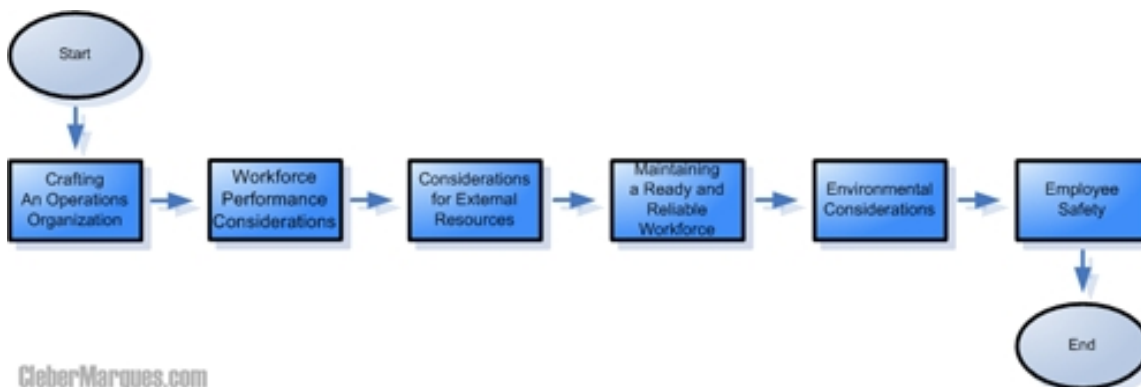 Start
Crafting
An Operations
Organization
Workforce
Performance
Considerations
Considerations
for External
Resources
Maintaining
a Ready and
Reliable
Workforce
Environmental
Considerations
Employee
Safety
End
CleberMarques.com